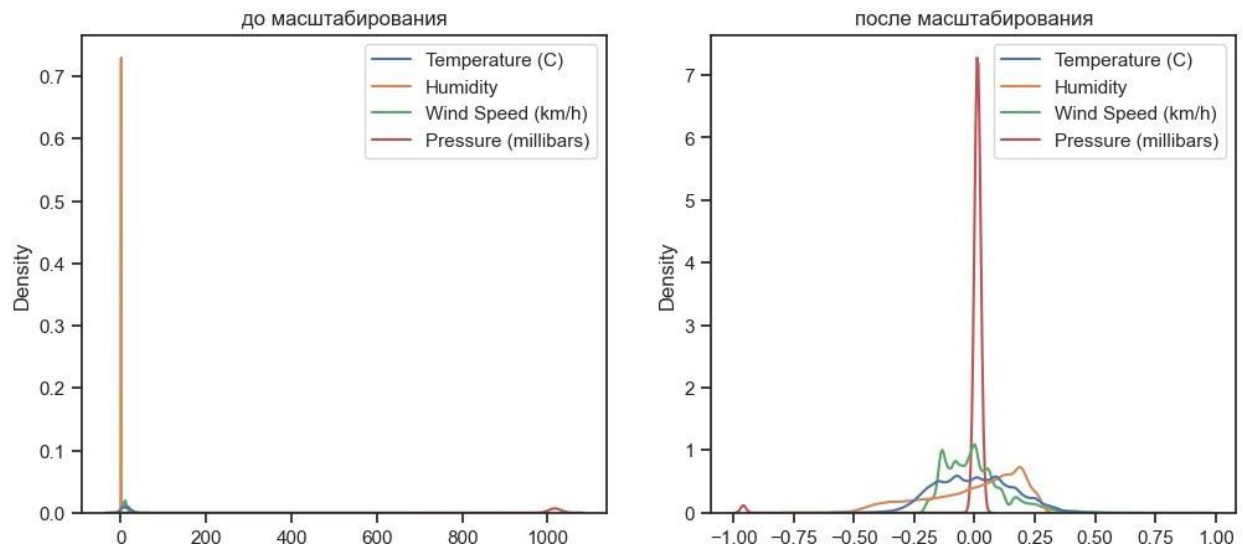 до масштабирования
Density
0.7
0.6
0.5
0.4
0.3
0.2
0.1
0.0
0
200
400
600
800
1000
Temperature (C)
Humidity
Wind Speed (km/h)
Pressure (millibars)
после масштабирования
Density
7
6
5
4
3
2
1
0
−1.00
−0.75
−0.50
−0.25
0.00
0.25
0.50
0.75
1.00
Temperature (C)
Humidity
Wind Speed (km/h)
Pressure (millibars)